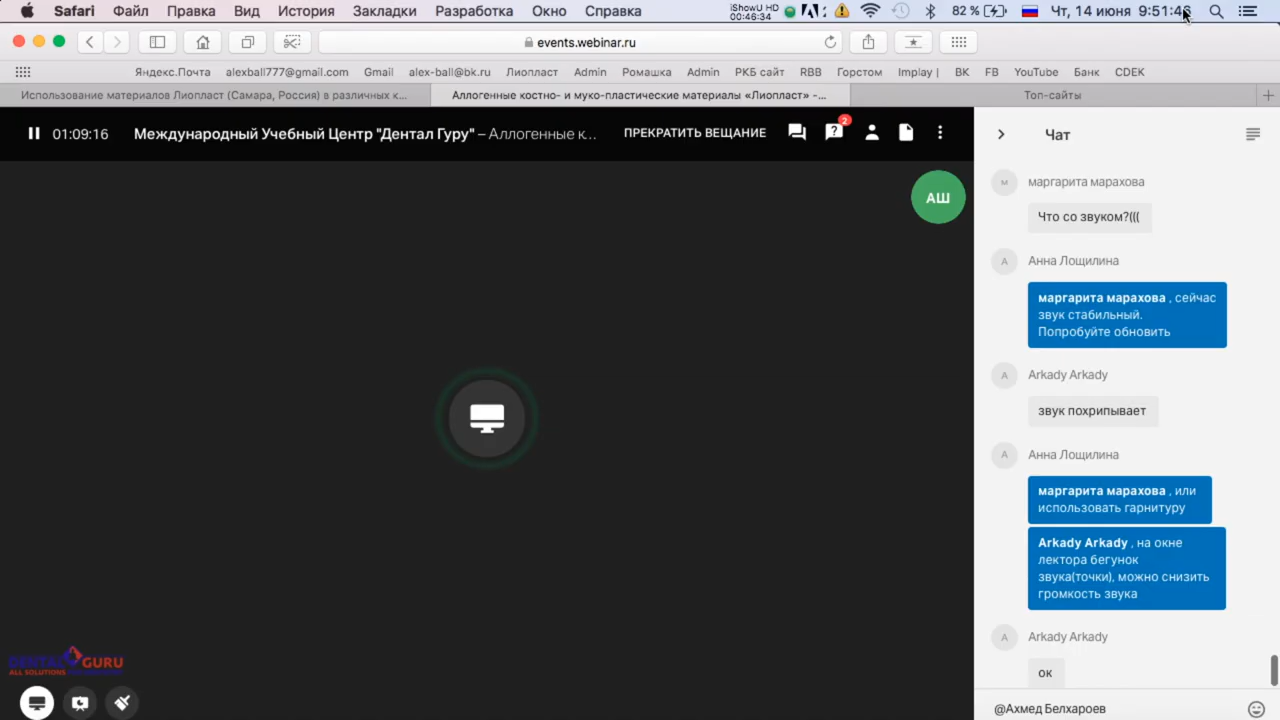 Safari Файл Правка Вид История Закладки Разработка Окно Справка
iShowU HD
00:46:34
82 %
Чт, 14 июня 9:51:46
events.webinar.ru
Яндекс.Почта alexball777@gmail.com Gmail alex-ball@bk.ru Лиопласт Admin Ромашка Admin РКБ сайт RBB Горстом Implay | ВК FB YouTube Банк CDEK
Использование материалов Лиопласт (Самара, Россия) в различных к...
Аллогенные костно- и муко-пластические материалы «Лиопласт» -...
Топ-сайты
01:09:16
Международный Учебный Центр "Дентал Гуру" – Аллогенные к...
ПРЕКРАТИТЬ ВЕЩАНИЕ
2
АШ
Чат
м
маргарита марахова
Что со звуком?(((
А
Анна Лощилина
маргарита марахова , сейчас
звук стабильный.
Попробуйте обновить
A
Arkady Arkady
звук похрипывает
А
Анна Лощилина
маргарита марахова , или
использовать гарнитуру
Arkady Arkady , на окне
лектора бегунок
звука(точки), можно снизить
громкость звука
A
Arkady Arkady
ок
@Ахмед Белхароев
DENTAL GURU
ALL SOLUTIONS